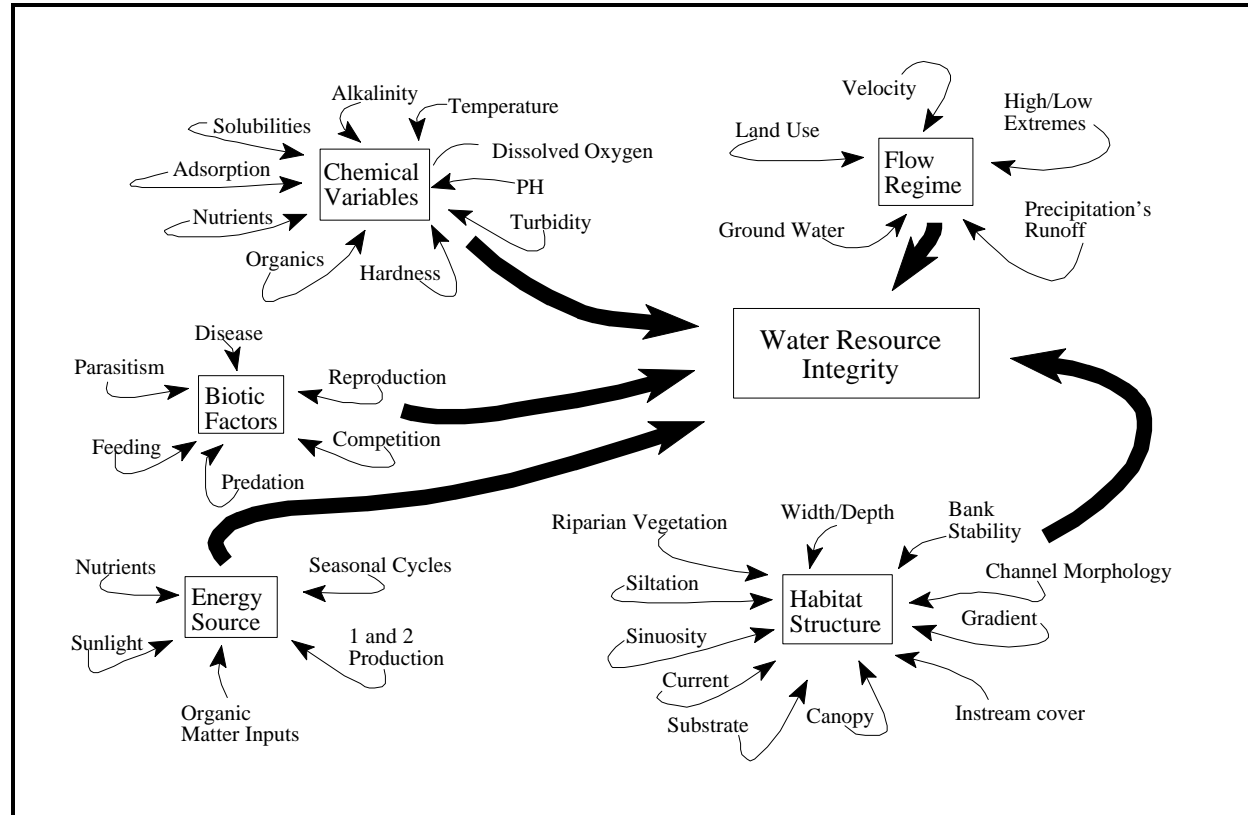 Alkalinity
Temperature
Solubilities
Dissolved Oxygen
Adsorption
Chemical
Variables
PH
Nutrients
Turbidity
Organics
Hardness
Velocity
High/Low
Extremes
Land Use
Flow
Regime
Ground Water
Precipitation's
Runoff
Water Resource
Integrity
Disease
Parasitism
Reproduction
Biotic
Factors
Feeding
Competition
Predation
Nutrients
Seasonal Cycles
Energy
Source
Sunlight
1 and 2
Production
Organic
Matter Inputs
Riparian Vegetation
Width/Depth
Bank
Stability
Siltation
Channel Morphology
Habitat
Structure
Sinuosity
Gradient
Current
Substrate
Canopy
Instream cover